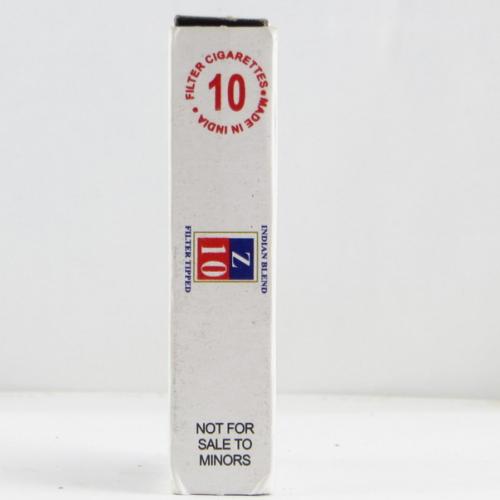 FILTER CIGARETTES
10
• MADE IN INDIA •
INDIAN BLEND
Z
10
FILTER TIPPED
NOT FOR
SALE TO
MINORS